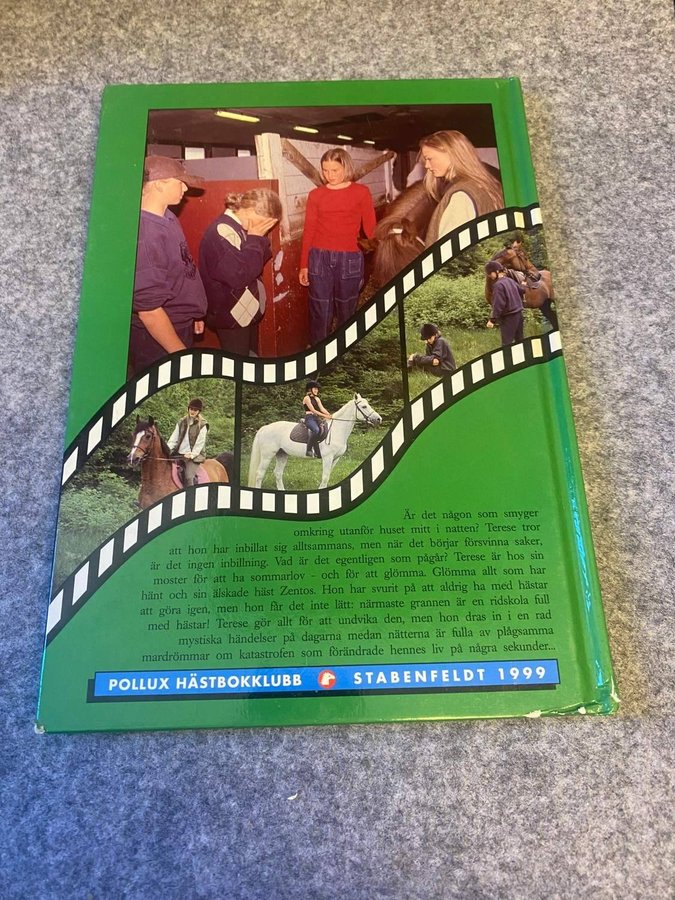 Är det någon som smyger
omkring utanför huset mitt i natten? Terese tror
att hon har inbillat sig alltsammans, men när det börjar försvinna saker,
är det ingen inbillning. Vad är det egentligen som pågår? Terese är hos sin
moster för att ha sommarlov - och för att glömma. Glömma allt som har
hänt och sin älskade häst Zentos. Hon har svurit på att aldrig ha med hästar
att göra igen, men hon får det inte lätt: närmaste grannen är en ridskola full
med hästar! Terese gör allt för att undvika den, men hon dras in i en rad
mystiska händelser på dagarna medan nätterna är fulla av plågsamma
mardrömmar om katastrofen som förändrade hennes liv på några sekunder...
POLLUX HÄSTBOKKLUBB STABENFELDT 1999